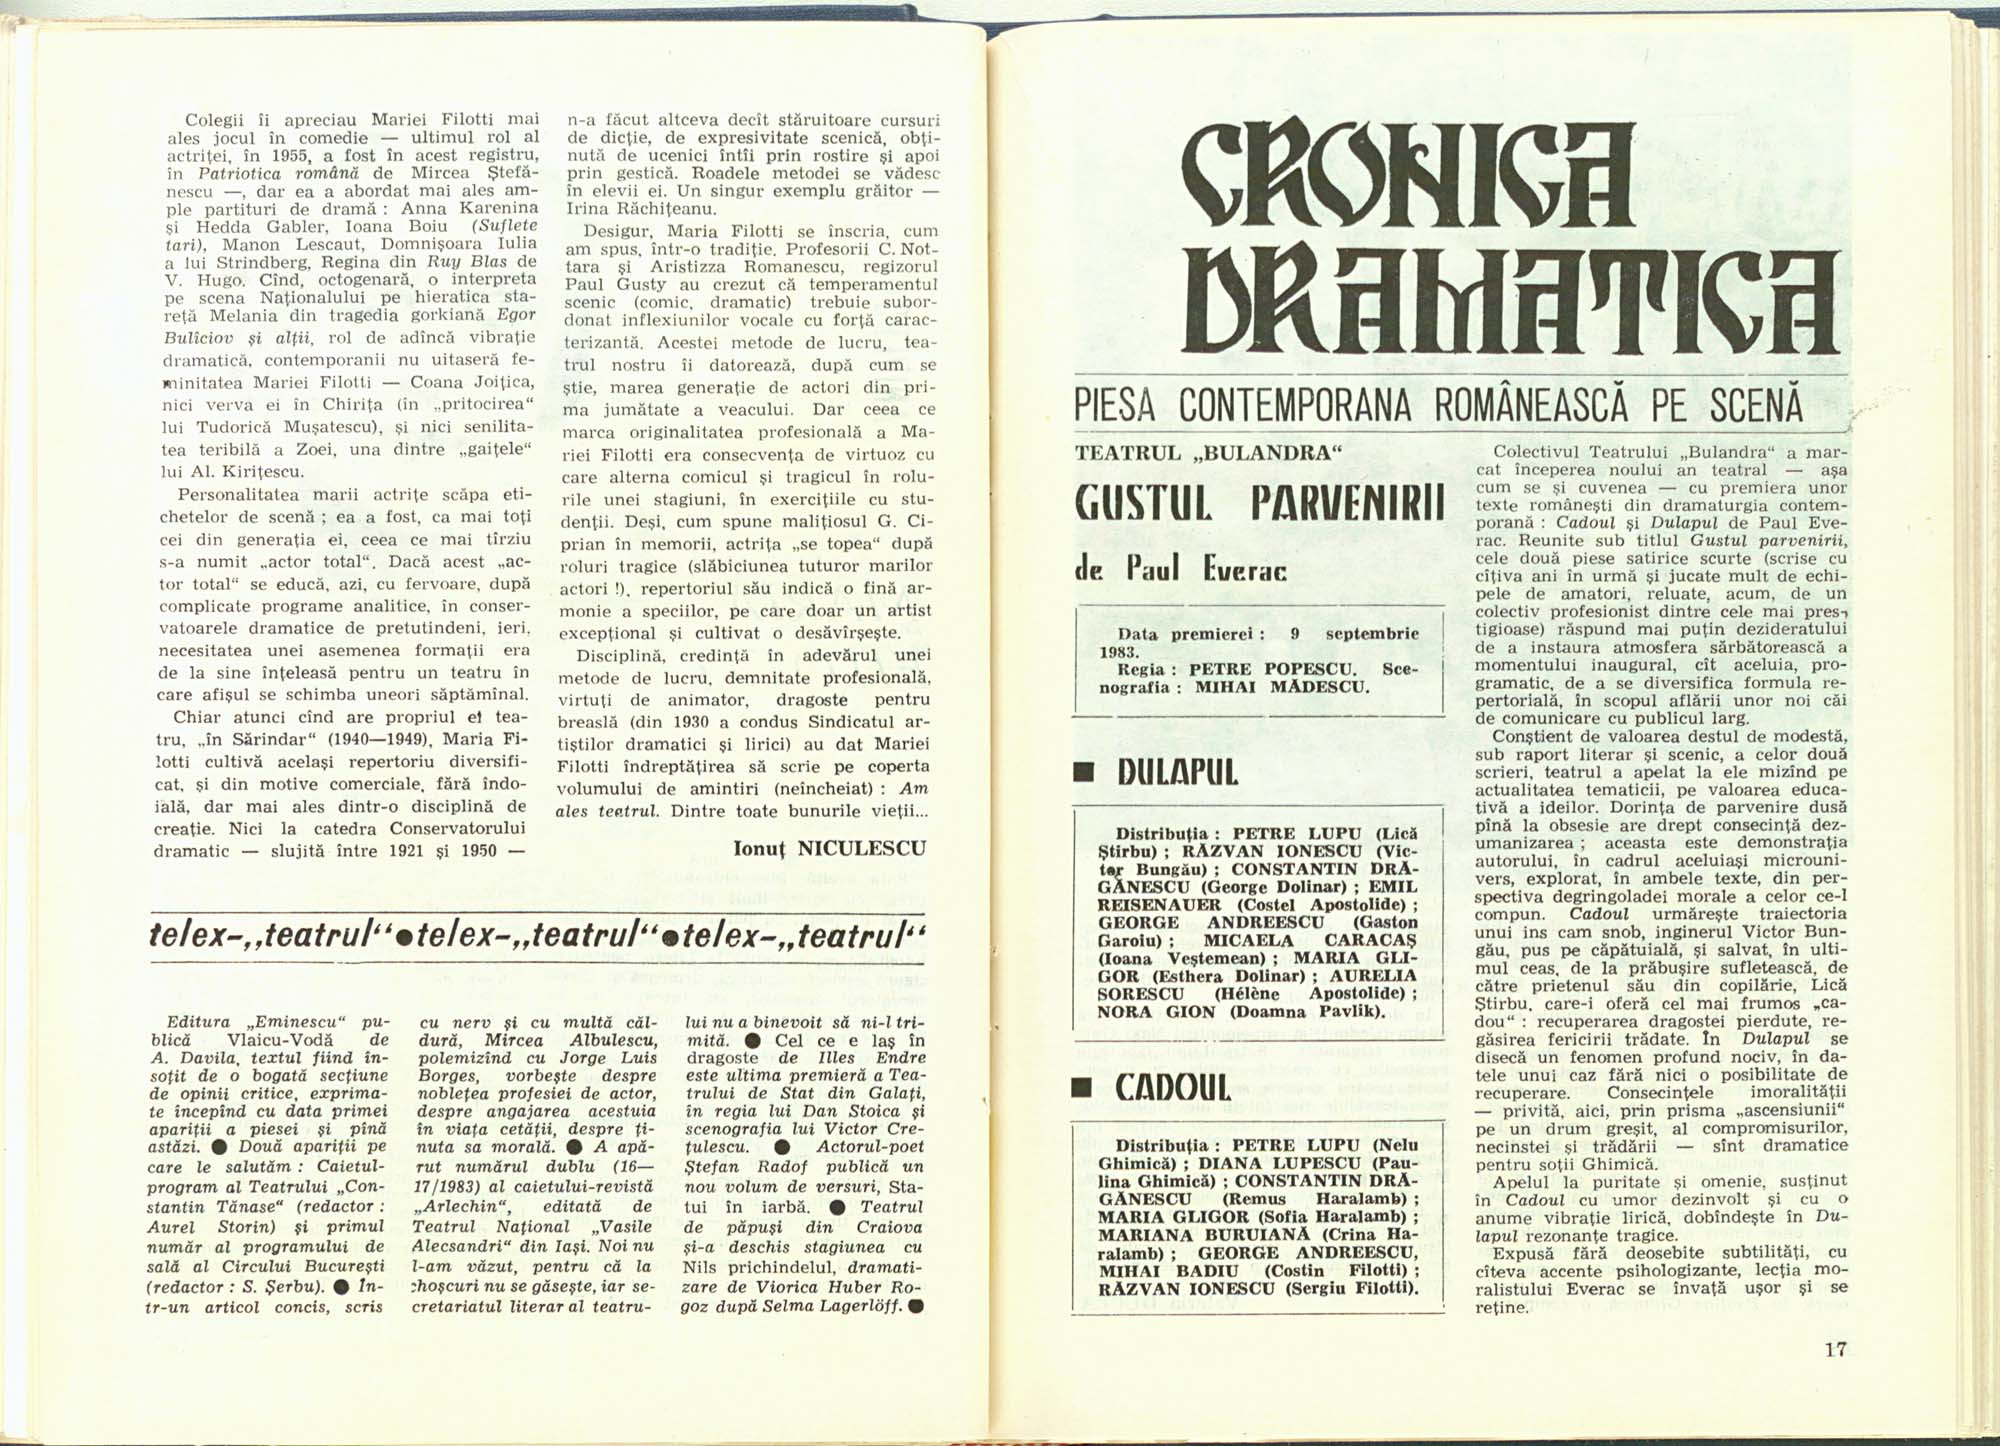 Colegii îi apreciau Mariei Filotti mai
ales jocul în comedie — ultimul rol al
actriței, în 1955, a fost în acest registru,
în Patriotica română de Mircea Ștefă-
nescu —, dar ea a abordat mai ales am-
ple partituri de dramă : Anna Karenina
și Hedda Gabler, Ioana Boiu (Suflete
tari), Manon Lescaut, Domnișoara Iulia
a lui Strindberg, Regina din Ruy Blas de
V. Hugo. Cînd, octogenară, o interpreta
pe scena Naționalului pe hieratica sta-
reță Melania din tragedia gorkiană Egor
Bulîciov și alții, rol de adîncă vibrație
dramatică, contemporanii nu uitaseră fe-
minitatea Mariei Filotti — Coana Joițica,
nici verva ei în Chirița (în „pritocirea“
lui Tudorică Mușatescu), și nici senilita-
tea teribilă a Zoei, una dintre „gaițele“
lui Al. Kirițescu.
Personalitatea marii actrițe scăpa eti-
chetelor de scenă ; ea a fost, ca mai toți
cei din generația ei, ceea ce mai tîrziu
s-a numit „actor total“. Dacă acest „ac-
tor total“ se educă, azi, cu fervoare, după
complicate programe analitice, în conser-
vatoarele dramatice de pretutindeni, ieri,
necesitatea unei asemenea formații era
de la sine înțeleasă pentru un teatru în
care afișul se schimba uneori săptămînal.
Chiar atunci cînd are propriul ei tea-
tru, „în Sărindar“ (1940—1949), Maria Fi-
lotti cultivă același repertoriu diversifi-
cat, și din motive comerciale, fără îndo-
ială, dar mai ales dintr-o disciplină de
creație. Nici la catedra Conservatorului
dramatic — slujită între 1921 și 1950 —
n-a făcut altceva decît stăruitoare cursuri
de dicție, de expresivitate scenică, obți-
nută de ucenici întîi prin rostire și apoi
prin gestică. Roadele metodei se vădesc
în elevii ei. Un singur exemplu grăitor —
Irina Răchițeanu.
Desigur, Maria Filotti se înscria, cum
am spus, într-o tradiție. Profesorii C. Not-
tara și Aristizza Romanescu, regizorul
Paul Gusty au crezut că temperamentul
scenic (comic, dramatic) trebuie subor-
donat inflexiunilor vocale cu forță carac-
terizantă. Acestei metode de lucru, tea-
trul nostru îi datorează, după cum se
știe, marea generație de actori din pri-
ma jumătate a veacului. Dar ceea ce
marca originalitatea profesională a Ma-
riei Filotti era consecvența de virtuoz cu
care alterna comicul și tragicul în rolu-
rile unei stagiuni, în exercițiile cu stu-
denții. Deși, cum spune malițiosul G. Ci-
prian în memorii, actrița „se topea“ după
roluri tragice (slăbiciunea tuturor marilor
actori !), repertoriul său indică o fină ar-
monie a speciilor, pe care doar un artist
excepțional și cultivat o desăvîrșește.
Disciplină, credință în adevărul unei
metode de lucru, demnitate profesională,
virtuți de animator, dragoste pentru
breaslă (din 1930 a condus Sindicatul ar-
tiștilor dramatici și lirici) au dat Mariei
Filotti îndreptățirea să scrie pe coperta
volumului de amintiri (neîncheiat) : Am
ales teatrul. Dintre toate bunurile vieții...
Ionuț NICULESCU
telex-„teatrul“●telex-„teatrul“●telex-„teatrul“
Editura „Eminescu“ pu-
blică Vlaicu-Vodă de
A. Davila, textul fiind în-
soțit de o bogată secțiune
de opinii critice, exprima-
te începînd cu data primei
apariții a piesei și pînă
astăzi. ● Două apariții pe
care le salutăm : Caietul-
program al Teatrului „Con-
stantin Tănase“ (redactor :
Aurel Storin) și primul
număr al programului de
sală al Circului București
(redactor : S. Șerbu). ● În-
tr-un articol concis, scris
cu nerv și cu multă căl-
dură, Mircea Albulescu,
polemizînd cu Jorge Luis
Borges, vorbește despre
noblețea profesiei de actor,
despre angajarea acestuia
în viața cetății, despre ți-
nuta sa morală. ● A apă-
rut numărul dublu (16—
17/1983) al caietului-revistă
„Arlechin“, editată de
Teatrul Național „Vasile
Alecsandri“ din Iași. Noi nu
l-am văzut, pentru că la
choșcuri nu se găsește, iar se-
cretariatul literar al teatru-
lui nu a binevoit să ni-l tri-
mită. ● Cel ce e laș în
dragoste de Illes Endre
este ultima premieră a Tea-
trului de Stat din Galați,
în regia lui Dan Stoica și
scenografia lui Victor Cre-
țulescu. ● Actorul-poet
Ștefan Radof publică un
nou volum de versuri, Sta-
tui în iarbă. ● Teatrul
de păpuși din Craiova
și-a deschis stagiunea cu
Nils prichindelul, dramati-
zare de Viorica Huber Ro-
goz după Selma Lagerlöff. ●
CRONICA
DRAMATICA
PIESA CONTEMPORANA ROMÂNEASCĂ PE SCENĂ
TEATRUL „BULANDRA“
GUSTUL PARVENIRII
de Paul Everac
Data premierei : 9 septembrie
1983.
Regia : PETRE POPESCU. Sce-
nografia : MIHAI MĂDESCU.
■ DULAPUL
Distribuția : PETRE LUPU (Lică
Știrbu) ; RĂZVAN IONESCU (Vic-
tor Bungău) ; CONSTANTIN DRĂ-
GĂNESCU (George Dolinar) ; EMIL
REISENAUER (Costel Apostolide) ;
GEORGE ANDREESCU (Gaston
Garoiu) ; MICAELA CARACAȘ
(Ioana Veștemean) ; MARIA GLI-
GOR (Esthera Dolinar) ; AURELIA
SORESCU (Hélène Apostolide) ;
NORA GION (Doamna Pavlik).
■ CADOUL
Distribuția : PETRE LUPU (Nelu
Ghimică) ; DIANA LUPESCU (Pau-
lina Ghimică) ; CONSTANTIN DRĂ-
GĂNESCU (Remus Haralamb) ;
MARIA GLIGOR (Sofia Haralamb) ;
MARIANA BURUIANĂ (Crina Ha-
ralamb) ; GEORGE ANDREESCU,
MIHAI BADIU (Costin Filotti) ;
RĂZVAN IONESCU (Sergiu Filotti).
Colectivul Teatrului „Bulandra“ a mar-
cat începerea noului an teatral — așa
cum se și cuvenea — cu premiera unor
texte românești din dramaturgia contem-
porană : Cadoul și Dulapul de Paul Eve-
rac. Reunite sub titlul Gustul parvenirii,
cele două piese satirice scurte (scrise cu
cîțiva ani în urmă și jucate mult de echi-
pele de amatori, reluate, acum, de un
colectiv profesionist dintre cele mai pres-
tigioase) răspund mai puțin dezideratului
de a instaura atmosfera sărbătorească a
momentului inaugural, cît aceluia, pro-
gramatic, de a se diversifica formula re-
pertorială, în scopul aflării unor noi căi
de comunicare cu publicul larg.
Conștient de valoarea destul de modestă,
sub raport literar și scenic, a celor două
scrieri, teatrul a apelat la ele mizînd pe
actualitatea tematicii, pe valoarea educa-
tivă a ideilor. Dorința de parvenire dusă
pînă la obsesie are drept consecință dez-
umanizarea ; aceasta este demonstrația
autorului, în cadrul aceluiași microuni-
vers, explorat, în ambele texte, din per-
spectiva degringoladei morale a celor ce-l
compun. Cadoul urmărește traiectoria
unui ins cam snob, inginerul Victor Bun-
gău, pus pe căpătuială, și salvat, în ulti-
mul ceas, de la prăbușire sufletească, de
către prietenul său din copilărie, Lică
Știrbu, care-i oferă cel mai frumos „ca-
dou“ : recuperarea dragostei pierdute, re-
găsirea fericirii trădate. În Dulapul se
disecă un fenomen profund nociv, în da-
tele unui caz fără nici o posibilitate de
recuperare. Consecințele imoralității
— privită, aici, prin prisma „ascensiunii“
pe un drum greșit, al compromisurilor,
necinstei și trădării — sînt dramatice
pentru soții Ghimică.
Apelul la puritate și omenie, susținut
în Cadoul cu umor dezinvolt și cu o
anume vibrație lirică, dobîndește în Du-
lapul rezonanțe tragice.
Expusă fără deosebite subtilități, cu
cîteva accente psihologizante, lecția mo-
ralistului Everac se învață ușor și se
reține.
17